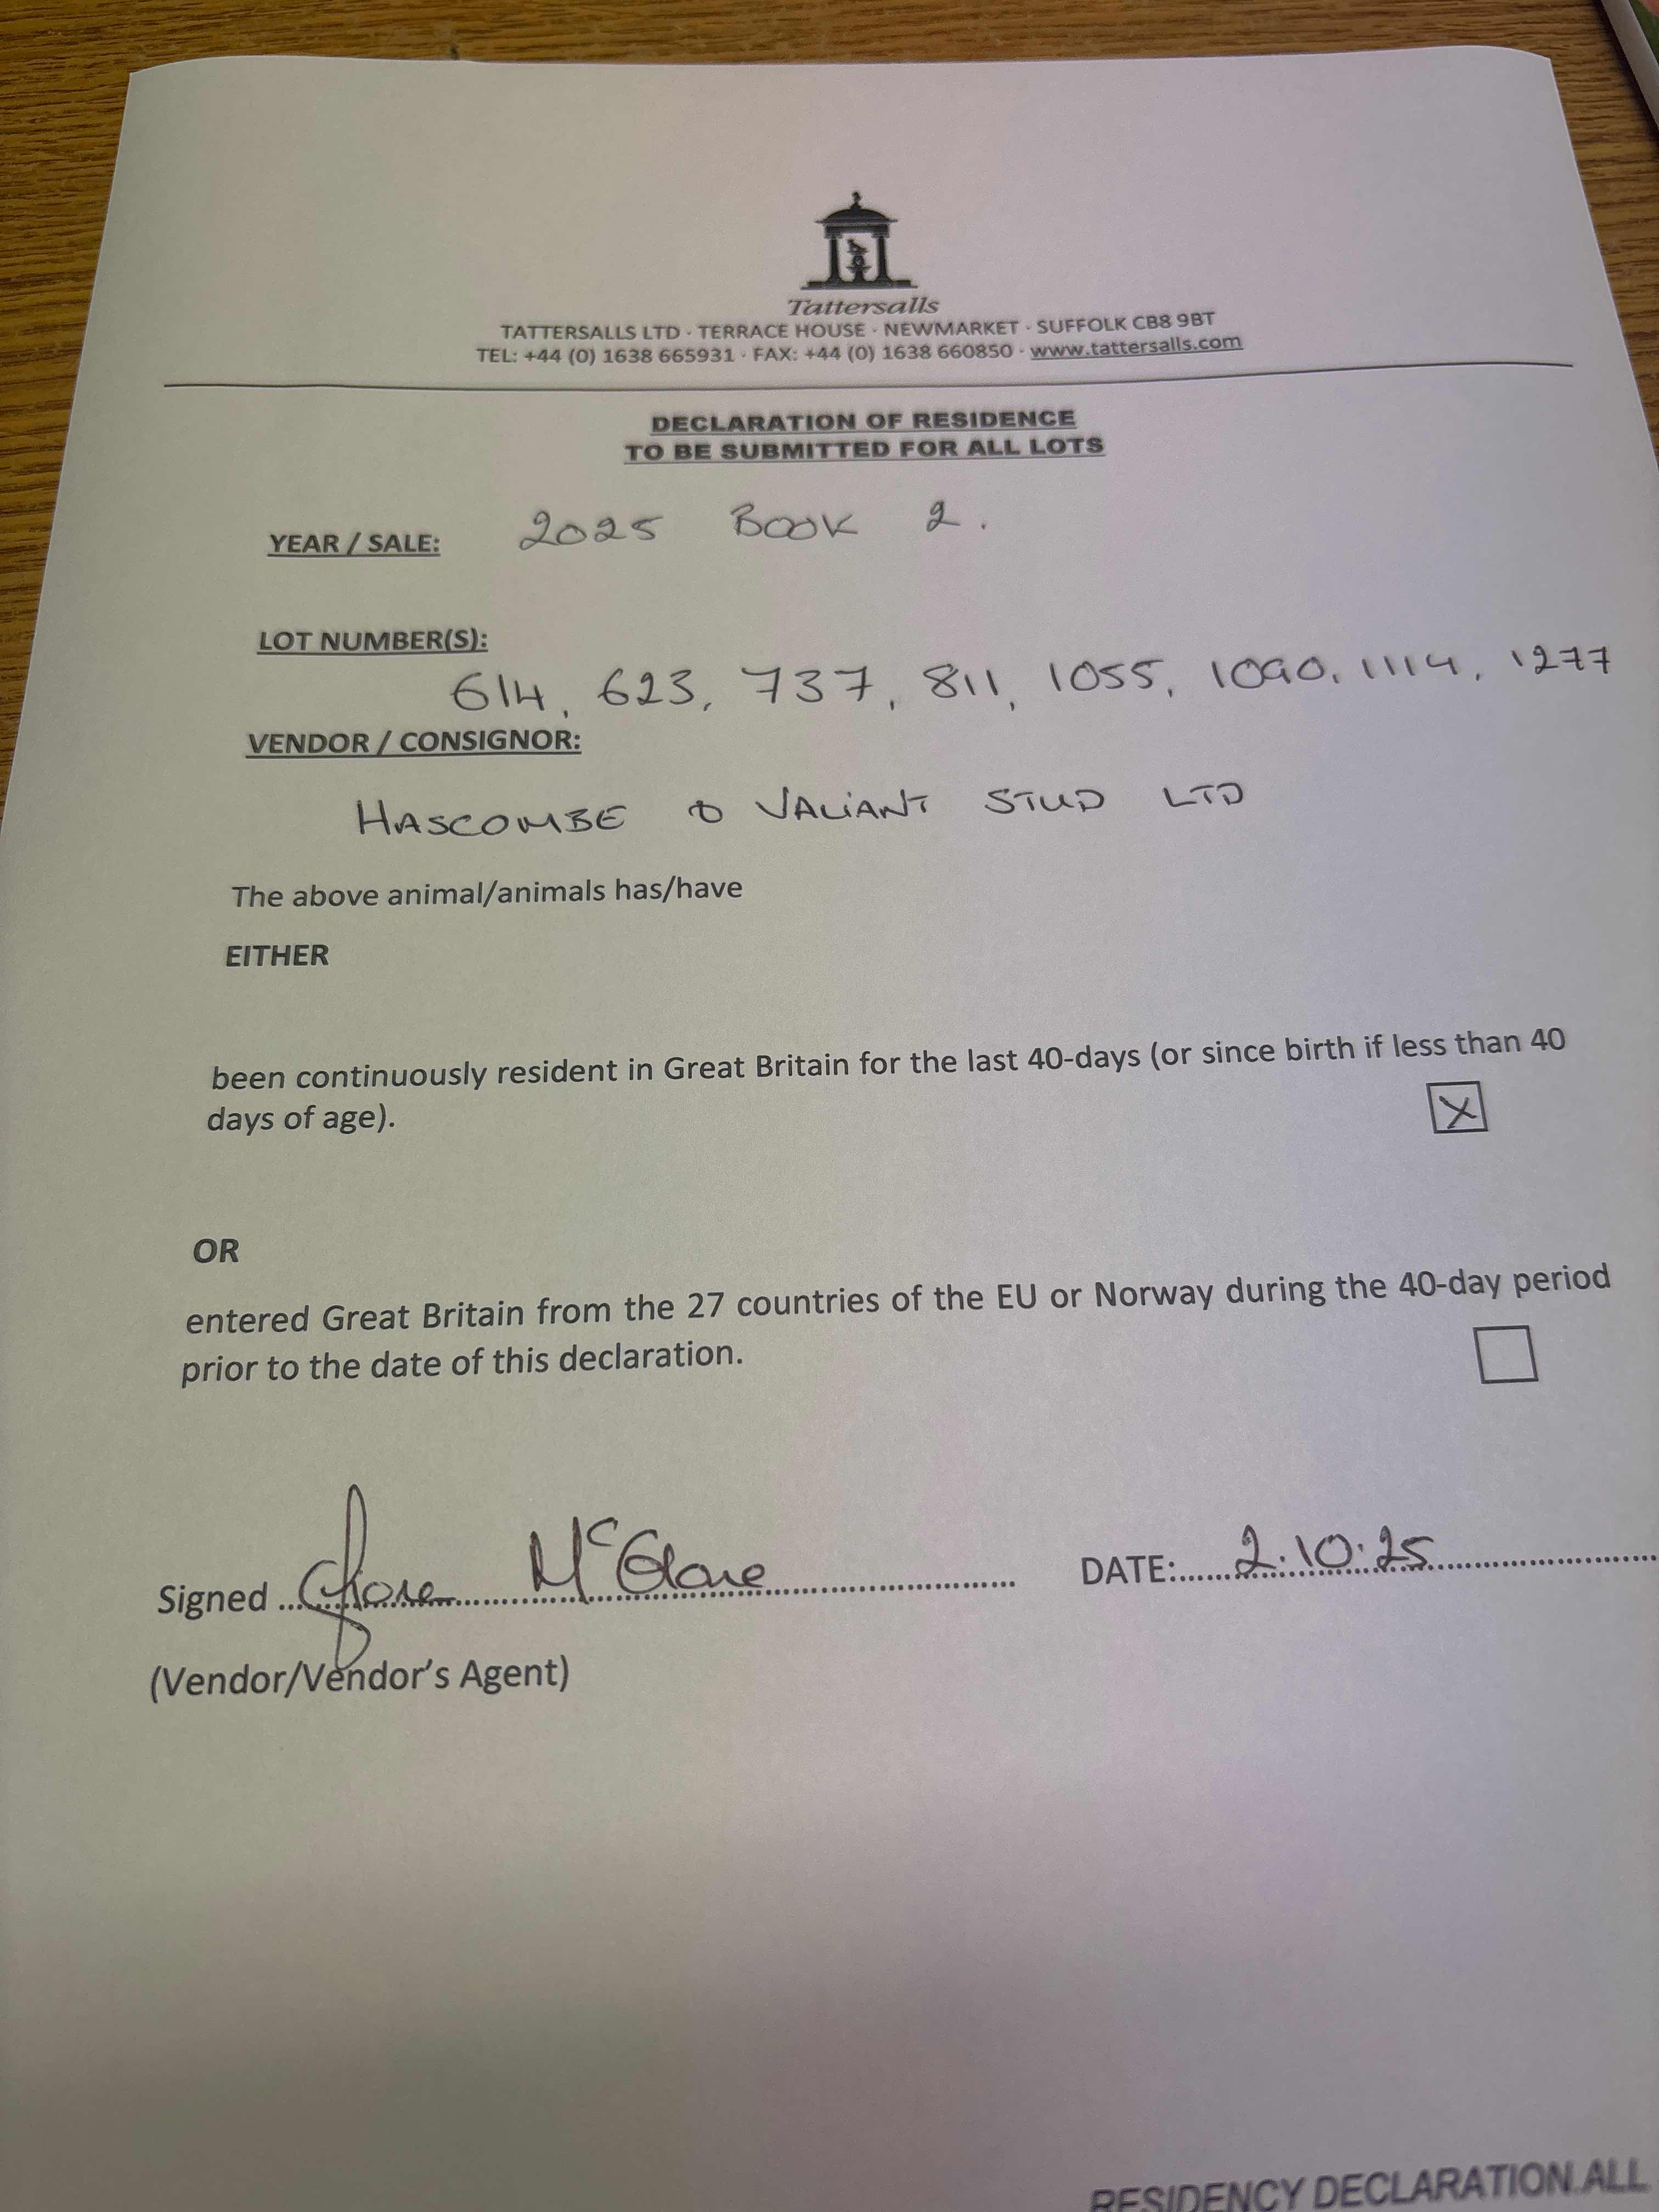 Tattersalls
TATTERSALLS LTD · TERRACE HOUSE · NEWMARKET · SUFFOLK CB8 9BT
TEL: +44 (0) 1638 665931 · FAX: +44 (0) 1638 660850 · www.tattersalls.com
DECLARATION OF RESIDENCE
TO BE SUBMITTED FOR ALL LOTS
YEAR / SALE: 2025 BOOK 2.
LOT NUMBER(S):
614, 623, 737, 811, 1055, 1090, 1114, 1277
VENDOR / CONSIGNOR:
HASCOMBE & VALiANT STUD LTD
The above animal/animals has/have
EITHER
been continuously resident in Great Britain for the last 40-days (or since birth if less than 40
days of age). X
OR
entered Great Britain from the 27 countries of the EU or Norway during the 40-day period
prior to the date of this declaration.
Signed McGlone DATE: 2.10.25
(Vendor/Vendor's Agent)
RESIDENCY DECLARATION.ALL